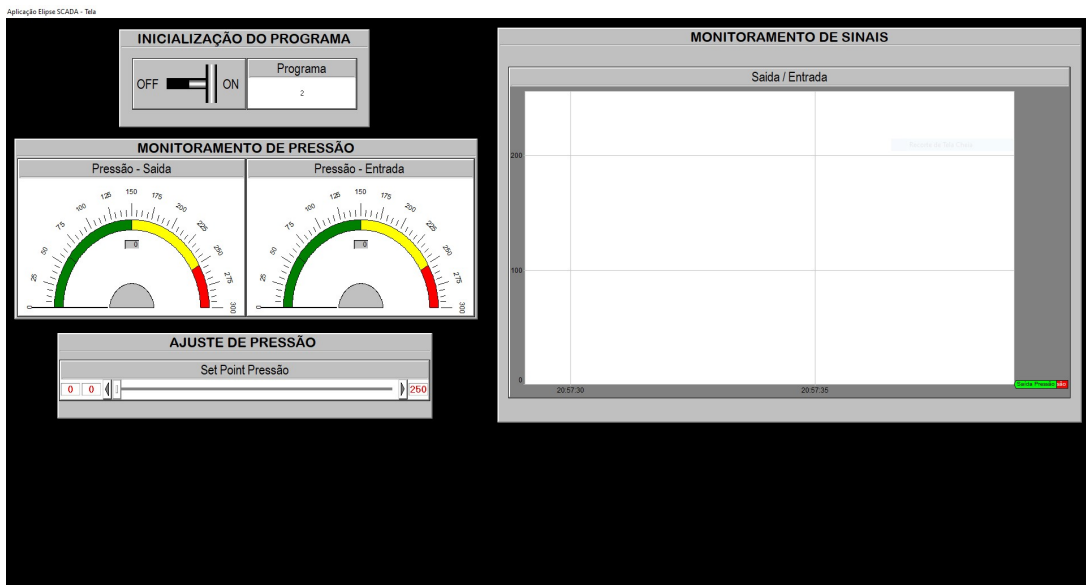 Aplicação Elipse SCADA - Tela
INICIALIZAÇÃO DO PROGRAMA
OFF
ON
Programa
2
MONITORAMENTO DE PRESSÃO
Pressão - Saida
0 25 50 75 100 125 150 175 200 225 250 275 300
0
Pressão - Entrada
0 25 50 75 100 125 150 175 200 225 250 275 300
0
AJUSTE DE PRESSÃO
Set Point Pressão
0 0 250
MONITORAMENTO DE SINAIS
Saida / Entrada
200
100
0
20:57:30 20:57:35
Saida Pressão